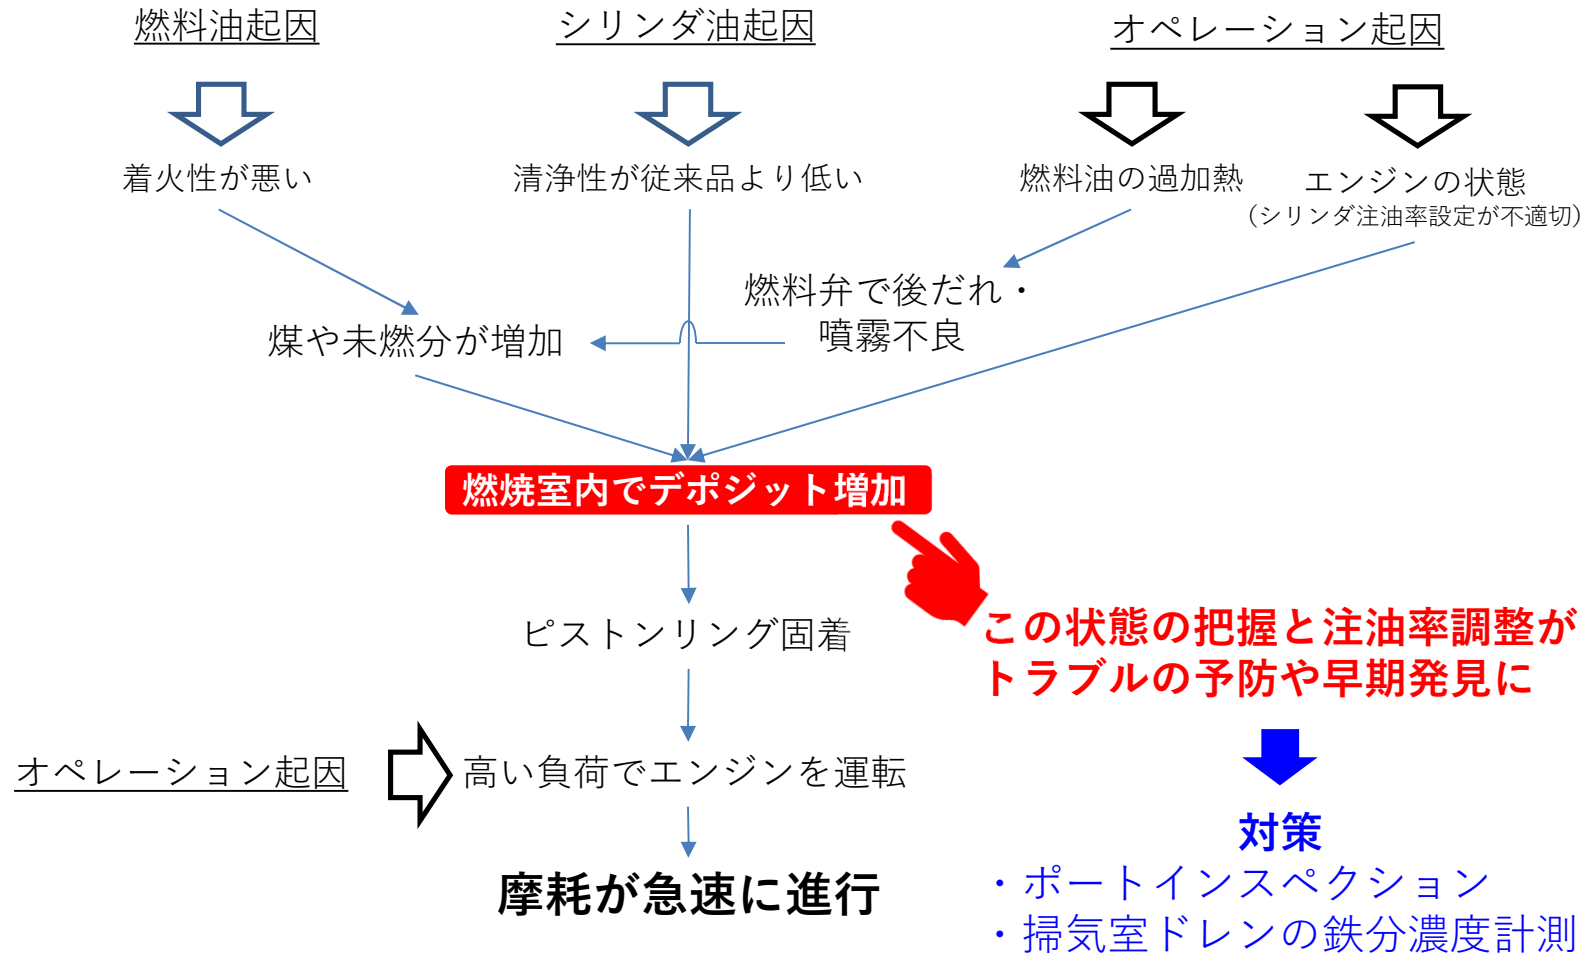 燃料油起因
シリンダ油起因
オペレーション起因
着火性が悪い
清浄性が従来品より低い
燃料油の過加熱
エンジンの状態
（シリンダ注油率設定が不適切）
燃料弁で後だれ・
噴霧不良
煤や未燃分が増加
燃焼室内でデポジット増加
ピストンリング固着
この状態の把握と注油率調整が
トラブルの予防や早期発見に
オペレーション起因
高い負荷でエンジンを運転
摩耗が急速に進行
対策
・ポートインスペクション
・掃気室ドレンの鉄分濃度計測